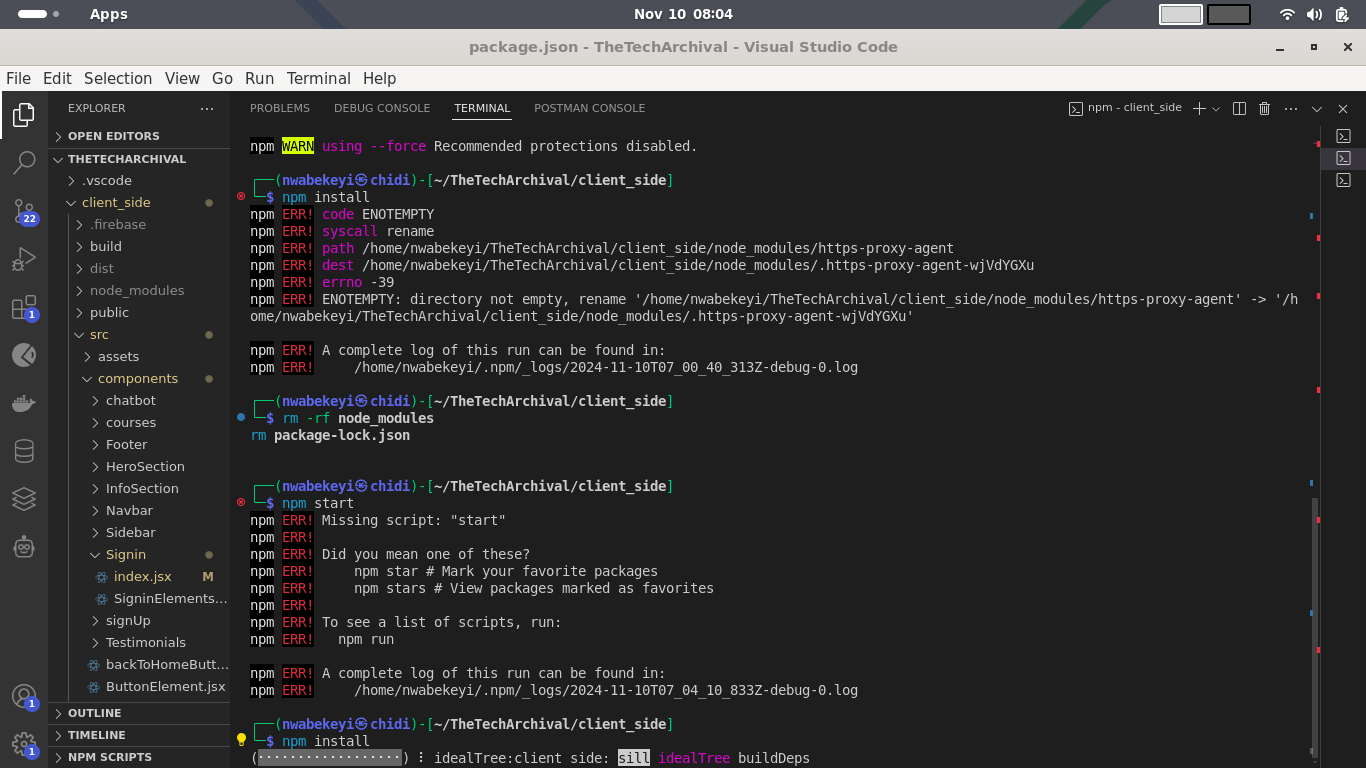 Apps
Nov 10 08:04
package.json - TheTechArchival - Visual Studio Code
File Edit Selection View Go Run Terminal Help
EXPLORER
OPEN EDITORS
THETECHARCHIVAL
.vscode
client_side
.firebase
build
dist
node_modules
public
src
assets
components
chatbot
courses
Footer
HeroSection
InfoSection
Navbar
Sidebar
Signin
index.jsx M
SigninElements...
signUp
Testimonials
backToHomeButt...
ButtonElement.jsx
OUTLINE
TIMELINE
NPM SCRIPTS
22
1
1
1
PROBLEMS DEBUG CONSOLE TERMINAL POSTMAN CONSOLE
npm - client_side
npm WARN using --force Recommended protections disabled.
┌──(nwabekeyi㉿chidi)-[~/TheTechArchival/client_side]
└─$ npm install
npm ERR! code ENOTEMPTY
npm ERR! syscall rename
npm ERR! path /home/nwabekeyi/TheTechArchival/client_side/node_modules/https-proxy-agent
npm ERR! dest /home/nwabekeyi/TheTechArchival/client_side/node_modules/.https-proxy-agent-wjVdYGXu
npm ERR! errno -39
npm ERR! ENOTEMPTY: directory not empty, rename '/home/nwabekeyi/TheTechArchival/client_side/node_modules/https-proxy-agent' -> '/h
ome/nwabekeyi/TheTechArchival/client_side/node_modules/.https-proxy-agent-wjVdYGXu'
npm ERR! A complete log of this run can be found in:
npm ERR!     /home/nwabekeyi/.npm/_logs/2024-11-10T07_00_40_313Z-debug-0.log
┌──(nwabekeyi㉿chidi)-[~/TheTechArchival/client_side]
└─$ rm -rf node_modules
rm package-lock.json
┌──(nwabekeyi㉿chidi)-[~/TheTechArchival/client_side]
└─$ npm start
npm ERR! Missing script: "start"
npm ERR!
npm ERR! Did you mean one of these?
npm ERR!     npm star # Mark your favorite packages
npm ERR!     npm stars # View packages marked as favorites
npm ERR!
npm ERR! To see a list of scripts, run:
npm ERR!   npm run
npm ERR! A complete log of this run can be found in:
npm ERR!     /home/nwabekeyi/.npm/_logs/2024-11-10T07_04_10_833Z-debug-0.log
┌──(nwabekeyi㉿chidi)-[~/TheTechArchival/client_side]
└─$ npm install
(··················) ⠸ idealTree:client side: sill idealTree buildDeps